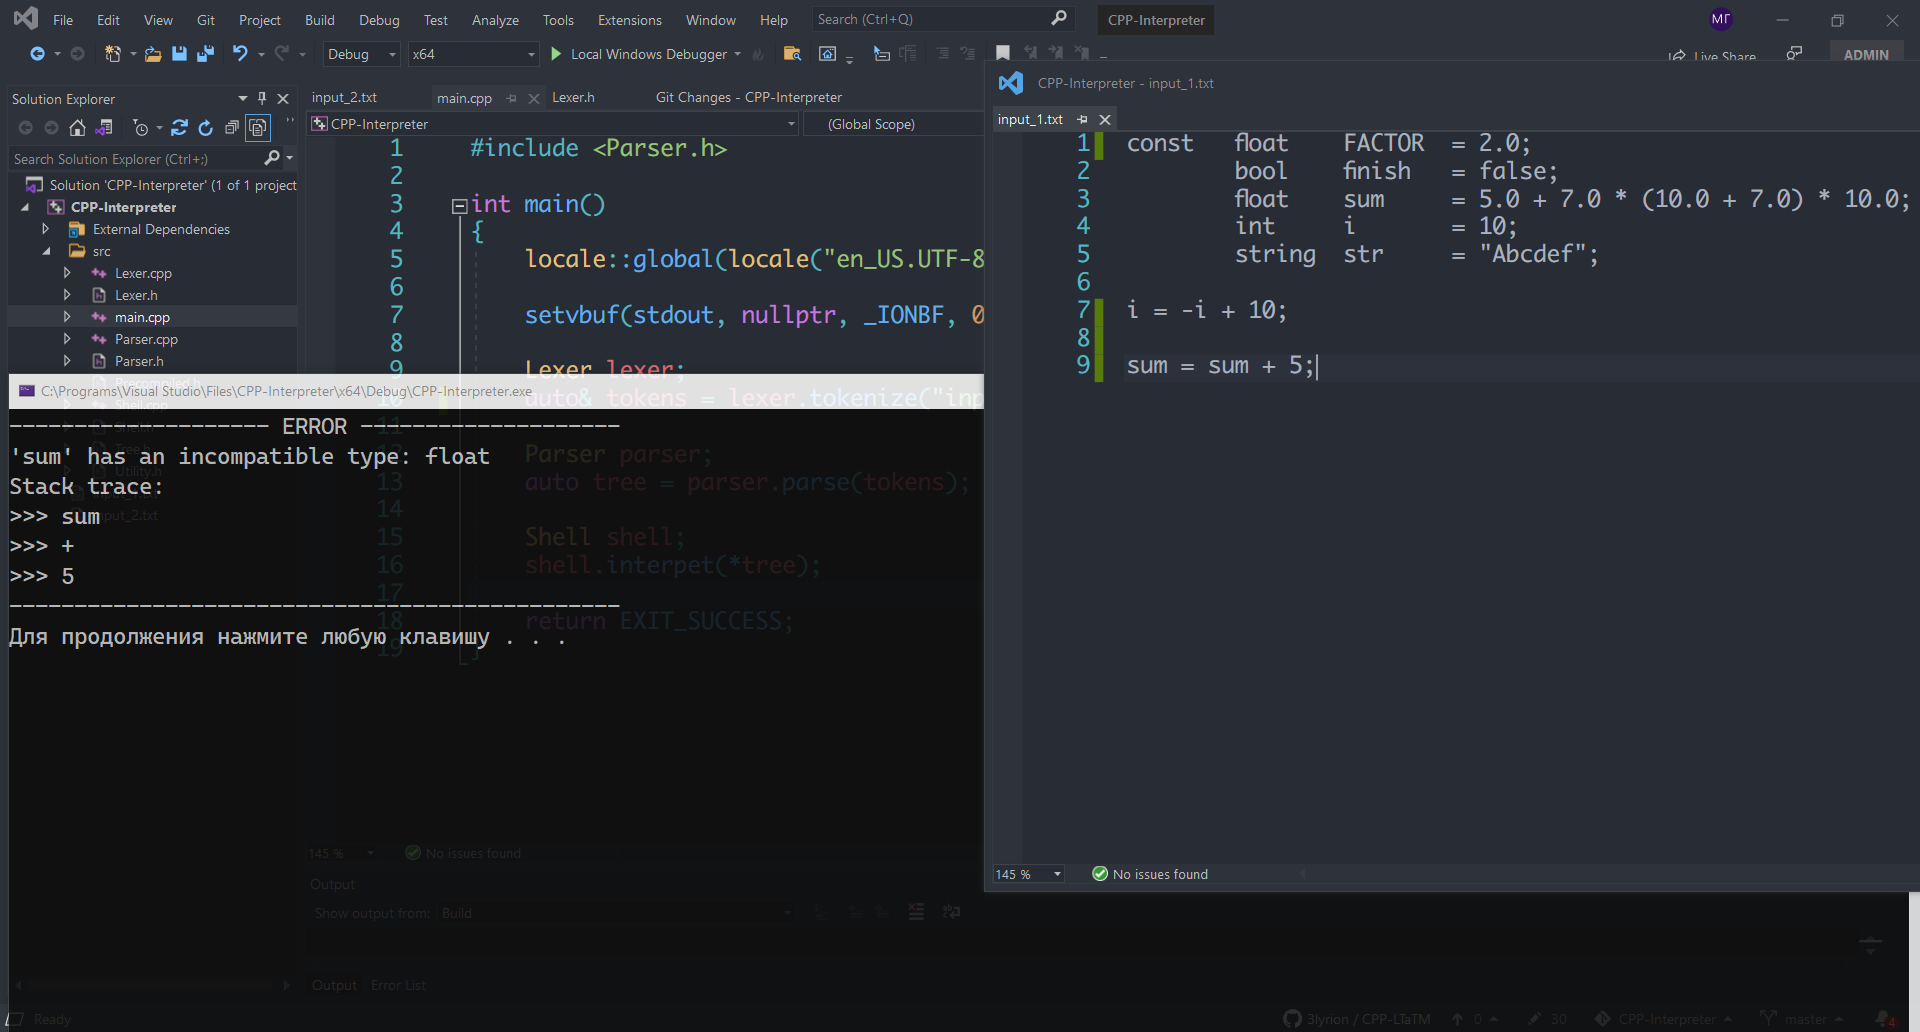 File Edit View Git Project Build Debug Test Analyze Tools Extensions Window Help Search (Ctrl+Q) CPP-Interpreter МГ
Debug x64 Local Windows Debugger Live Share ADMIN
Solution Explorer
Search Solution Explorer (Ctrl+;)
Solution 'CPP-Interpreter' (1 of 1 project
CPP-Interpreter
External Dependencies
src
Lexer.cpp
Lexer.h
main.cpp
Parser.cpp
Parser.h
Precompiled.h
Shell.cpp
Tree.h
Utility.h
input_2.txt
input_2.txt main.cpp Lexer.h Git Changes - CPP-Interpreter
CPP-Interpreter (Global Scope)
1 #include <Parser.h>
2
3 int main()
4 {
5 locale::global(locale("en_US.UTF-8
6
7 setvbuf(stdout, nullptr, _IONBF, 0
8
9 Lexer lexer;
10 auto& tokens = lexer.tokenize("inp
11
Parser parser;
13 auto tree = parser.parse(tokens);
14
15 Shell shell;
16 shell.interpet(*tree);
17
18 return EXIT_SUCCESS;
19 }
C:\Programs\Visual Studio\Files\CPP-Interpreter\x64\Debug\CPP-Interpreter.exe
-------------------- ERROR --------------------
'sum' has an incompatible type: float
Stack trace:
>>> sum
>>> +
>>> 5
-----------------------------------------------
Для продолжения нажмите любую клавишу . . .
CPP-Interpreter - input_1.txt
input_1.txt
1 const float FACTOR = 2.0;
2 bool finish = false;
3 float sum = 5.0 + 7.0 * (10.0 + 7.0) * 10.0;
4 int i = 10;
5 string str = "Abcdef";
6
7 i = -i + 10;
8
9 sum = sum + 5;
145 % No issues found
145 % No issues found
Output
Show output from: Build
Output Error List
Ready 3lyrion / CPP-LTaTM 0 30 CPP-Interpreter master 4